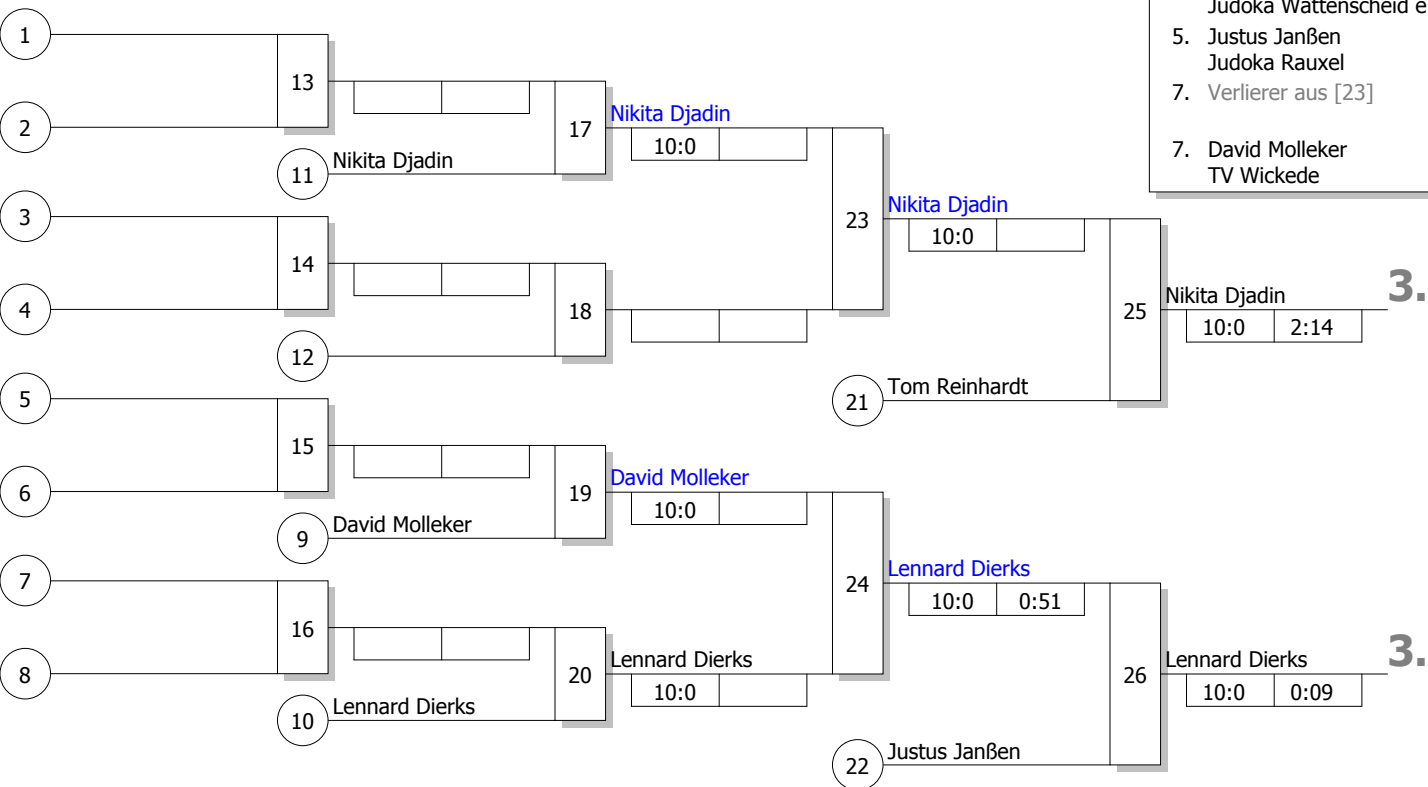 Judoka Wattenscheid e
5. Justus Janßen
Judoka Rauxel
7. Verlierer aus [23]
7. David Molleker
TV Wickede
1
13
2
17
Nikita Djadin
10:0
11
Nikita Djadin
3
14
4
18
12
23
Nikita Djadin
10:0
25
Nikita Djadin
3.
10:0 2:14
21
Tom Reinhardt
5
15
6
19
David Molleker
10:0
9
David Molleker
7
16
8
20
Lennard Dierks
10:0
10
Lennard Dierks
24
Lennard Dierks
10:0 0:51
26
Lennard Dierks
3.
10:0 0:09
22
Justus Janßen